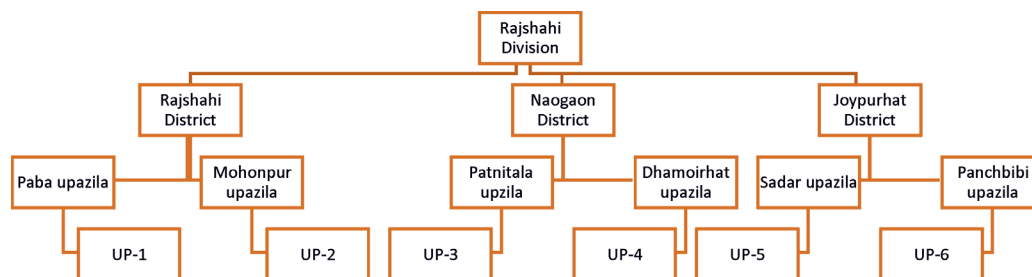 Rajshahi
Division
Rajshahi
District
Naogaon
District
Joypurhat
District
Paba upazila
Mohonpur
upazila
Patnitala
upzila
Dhamoirhat
upazila
Sadar upazila
Panchbibi
upazila
UP-1
UP-2
UP-3
UP-4
UP-5
UP-6